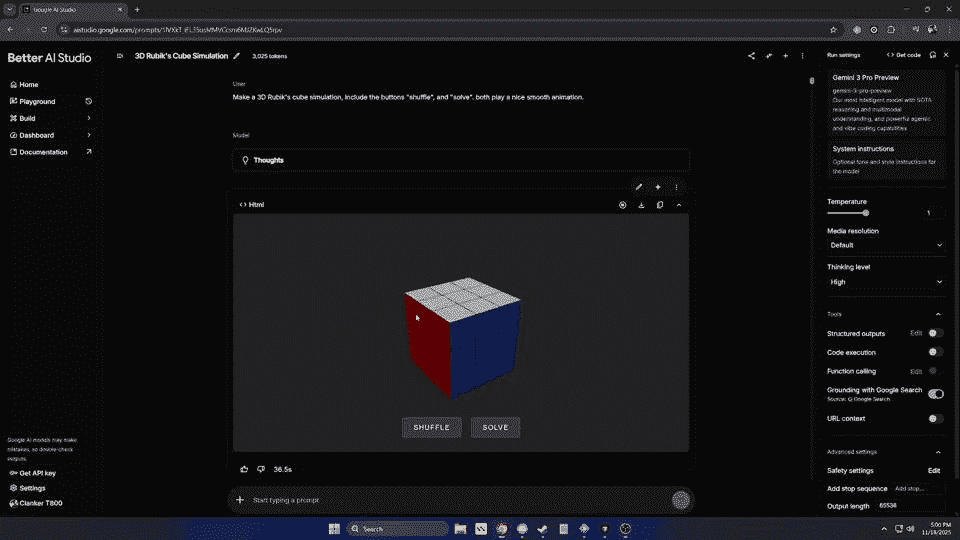 Google AI Studio
aistudio.google.com/prompts/
Better AI Studio
3D Rubik's Cube Simulation
3,025 tokens
Run settings
<> Get code
Home
Playground
Build
Dashboard
Documentation
User
Make a 3D Rubik's cube simulation, include the buttons "shuffle", and "solve". both play a nice smooth animation.
Model
Thoughts
<> Html
SHUFFLE
SOLVE
36.5s
Start typing a prompt
Gemini 3 Pro Preview
gemini-3-pro-preview
Our most intelligent model with SOTA
reasoning and multimodal
understanding, and powerful agentic
and vibe coding capabilities
System instructions
Optional tone and style instructions for
the model
Temperature
1
Media resolution
Default
Thinking level
High
Tools
Structured outputs
Edit
Code execution
Function calling
Edit
Grounding with Google Search
Source: Google Search
URL context
Advanced settings
Safety settings
Edit
Add stop sequence
Add stop...
Output length
65536
Google AI models may make
mistakes, so double-check
outputs.
Get API key
Settings
Clanker T800
Search
5:00 PM
11/18/2025